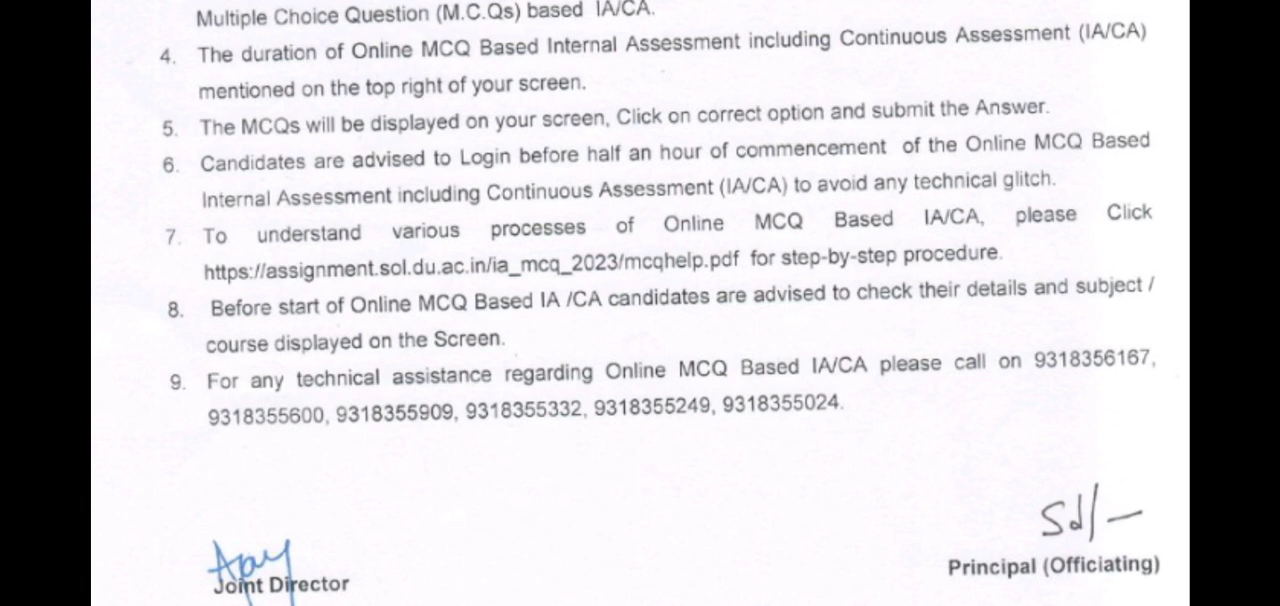 Multiple Choice Question (M.C.Qs) based IA/CA.
4. The duration of Online MCQ Based Internal Assessment including Continuous Assessment (IA/CA)
mentioned on the top right of your screen.
5. The MCQs will be displayed on your screen, Click on correct option and submit the Answer.
6. Candidates are advised to Login before half an hour of commencement of the Online MCQ Based
Internal Assessment including Continuous Assessment (IA/CA) to avoid any technical glitch.
7. To understand various processes of Online MCQ Based IA/CA, please Click
https://assignment.sol.du.ac.in/ia_mcq_2023/mcqhelp.pdf for step-by-step procedure.
8. Before start of Online MCQ Based IA /CA candidates are advised to check their details and subject /
course displayed on the Screen.
9. For any technical assistance regarding Online MCQ Based IA/CA please call on 9318356167,
9318355600, 9318355909, 9318355332, 9318355249, 9318355024.
Sd/-
Principal (Officiating)
Ajay
Joint Director